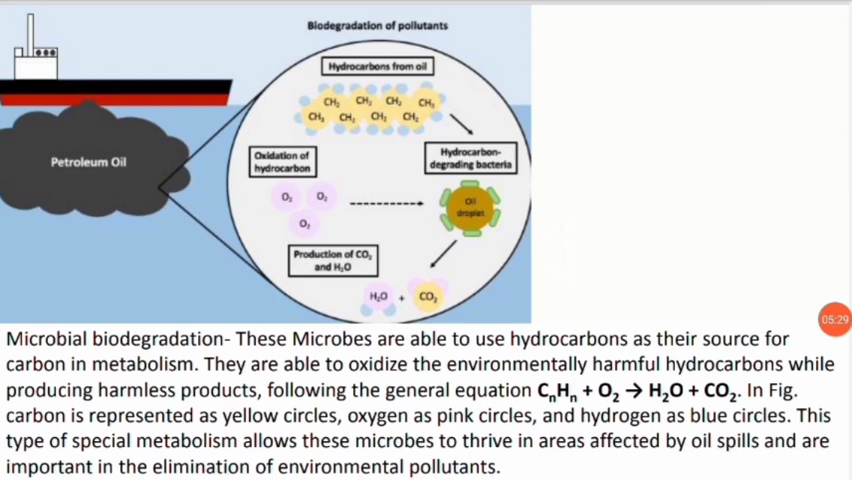 Biodegradation of pollutants
Hydrocarbons from oil
CH₂ CH₂ CH₂ CH₃
CH₃ CH₂ CH₂ CH₂
Petroleum Oil
Oxidation of
hydrocarbon
Hydrocarbon-
degrading bacteria
O₂ O₂
O₂
Oil
droplet
Production of CO₂
and H₂O
H₂O + CO₂
05:29
Microbial biodegradation- These Microbes are able to use hydrocarbons as their source for
carbon in metabolism. They are able to oxidize the environmentally harmful hydrocarbons while
producing harmless products, following the general equation CₙHₙ + O₂ → H₂O + CO₂. In Fig.
carbon is represented as yellow circles, oxygen as pink circles, and hydrogen as blue circles. This
type of special metabolism allows these microbes to thrive in areas affected by oil spills and are
important in the elimination of environmental pollutants.